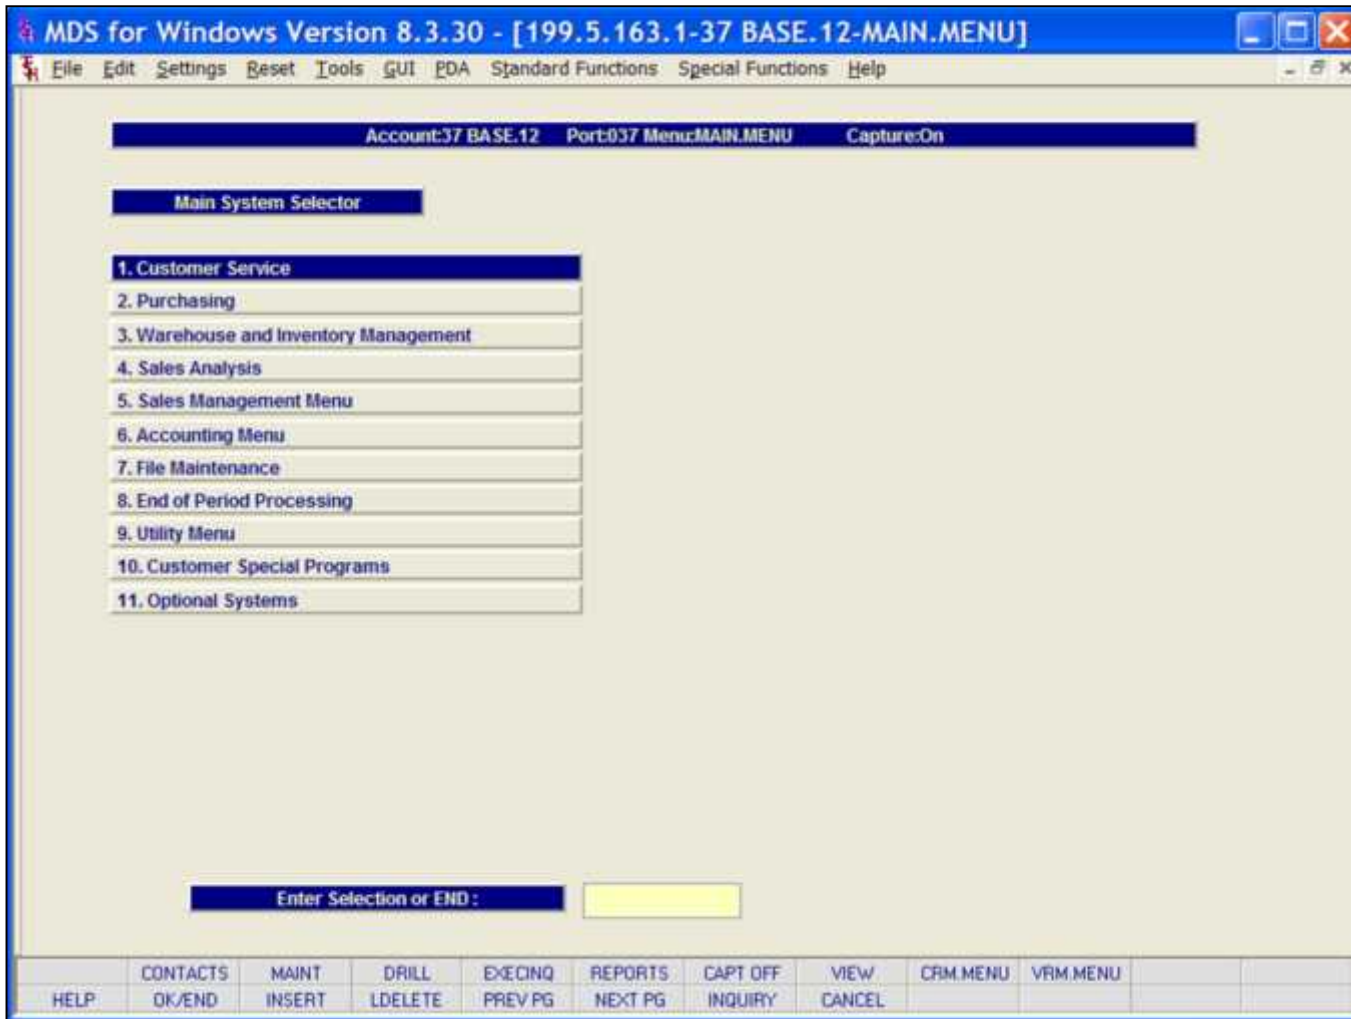 MDS for Windows Version 8.3.30 - [199.5.163.1-37 BASE.12-MAIN.MENU]
File Edit Settings Reset Tools GUI PDA Standard Functions Special Functions Help
Account:37 BASE.12 Port:037 Menu:MAIN.MENU Capture:On
Main System Selector
1. Customer Service
2. Purchasing
3. Warehouse and Inventory Management
4. Sales Analysis
5. Sales Management Menu
6. Accounting Menu
7. File Maintenance
8. End of Period Processing
9. Utility Menu
10. Customer Special Programs
11. Optional Systems
Enter Selection or END :
CONTACTS MAINT DRILL EXECINQ REPORTS CAPT OFF VIEW CRM.MENU VRM.MENU
HELP OK/END INSERT LDELETE PREV PG NEXT PG INQUIRY CANCEL